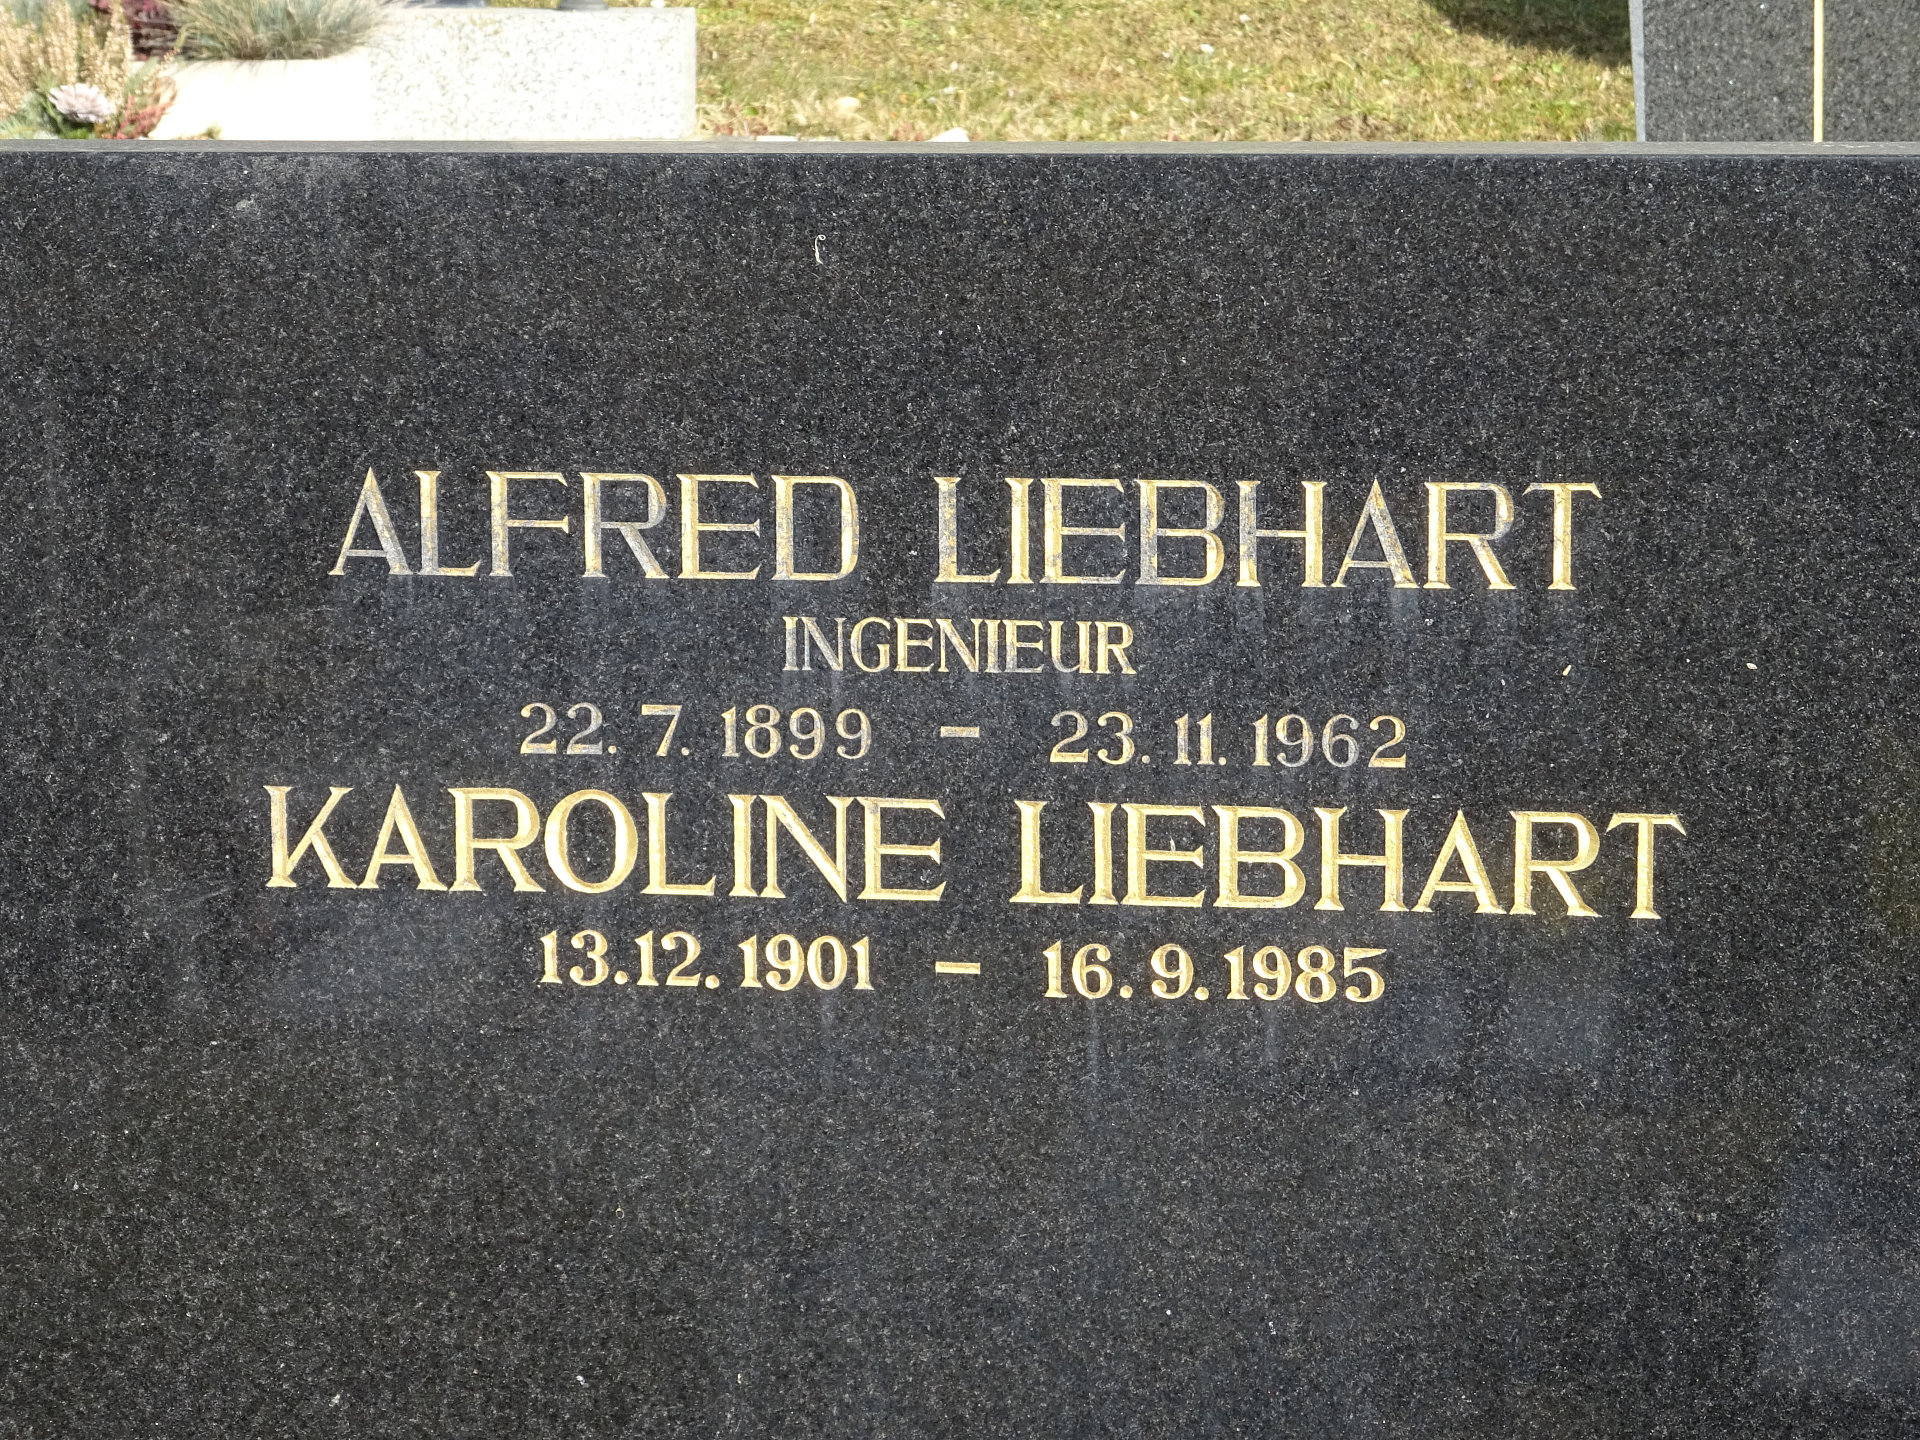 ALFRED LIEBHART
INGENIEUR
22. 7. 1899 – 23. 11. 1962
KAROLINE LIEBHART
13. 12. 1901 – 16. 9. 1985